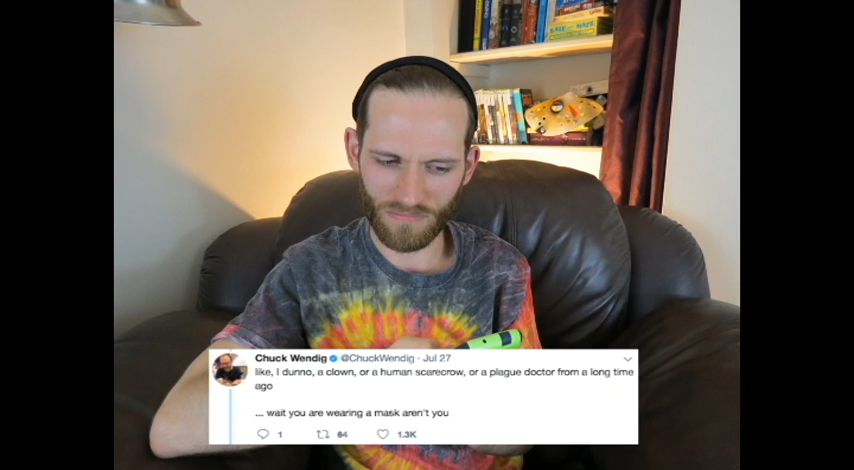 Chuck Wendig @ChuckWendig · Jul 27
like, I dunno, a clown, or a human scarecrow, or a plague doctor from a long time
ago
... wait you are wearing a mask aren't you
1 84 1.3K